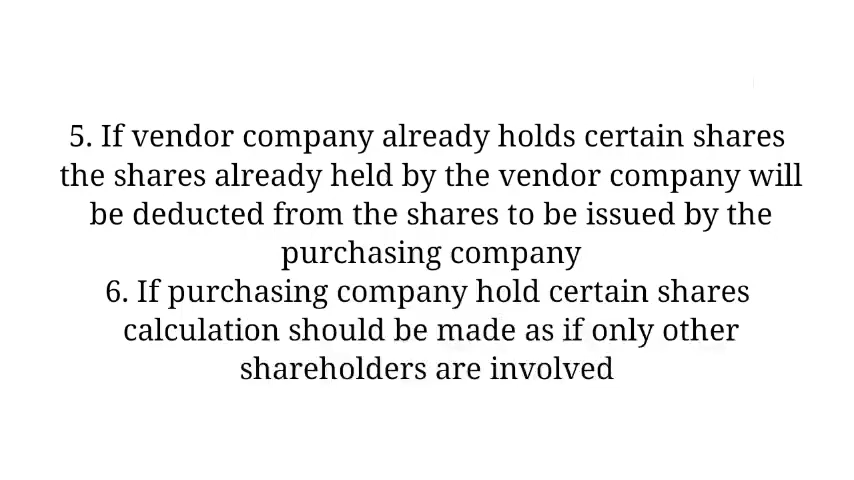 5. If vendor company already holds certain shares
the shares already held by the vendor company will
be deducted from the shares to be issued by the
purchasing company
6. If purchasing company hold certain shares
calculation should be made as if only other
shareholders are involved